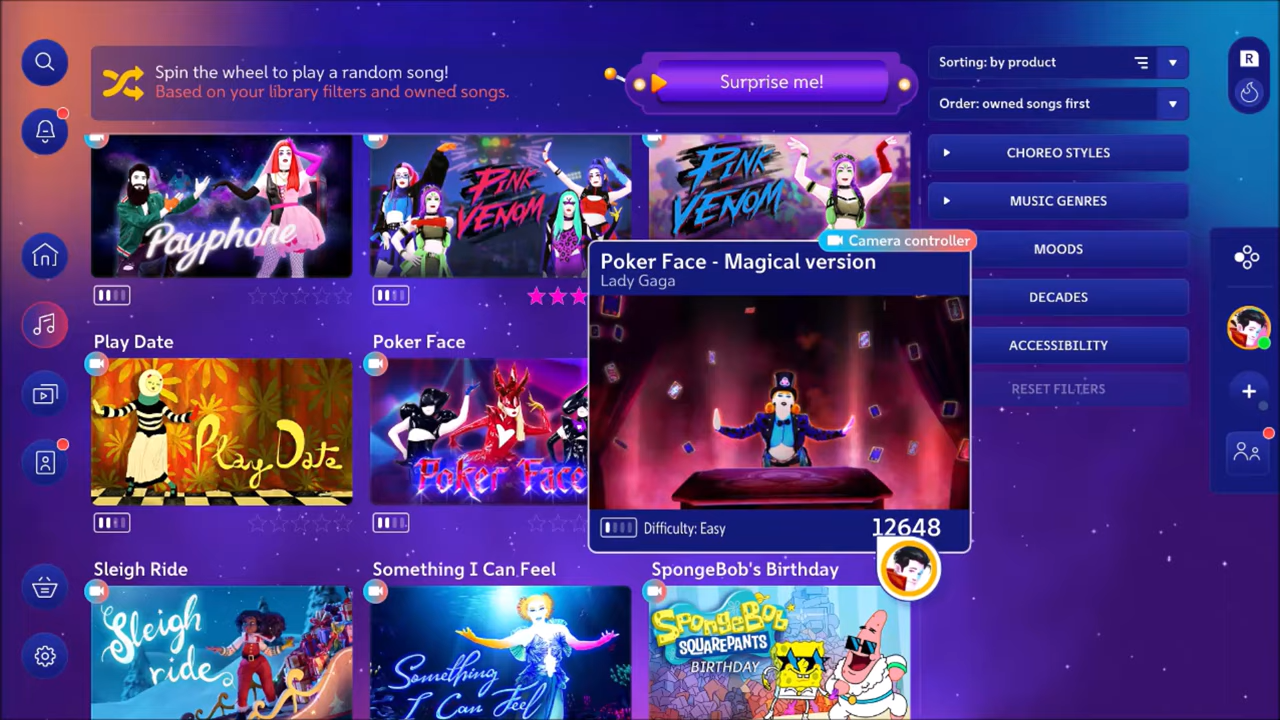 Spin the wheel to play a random song!
Based on your library filters and owned songs.
Surprise me!
Sorting: by product
Order: owned songs first
R
CHOREO STYLES
MUSIC GENRES
MOODS
DECADES
ACCESSIBILITY
RESET FILTERS
Payphone
PINK
VENOM
PINK
VENOM
Camera controller
Poker Face - Magical version
Lady Gaga
Difficulty: Easy
12648
Play Date
Poker Face
Play Date
Poker Face
Sleigh Ride
Something I Can Feel
SpongeBob's Birthday
Sleigh
ride
Something
I Can Feel
SpongeBob
SQUAREPANTS
BIRTHDAY